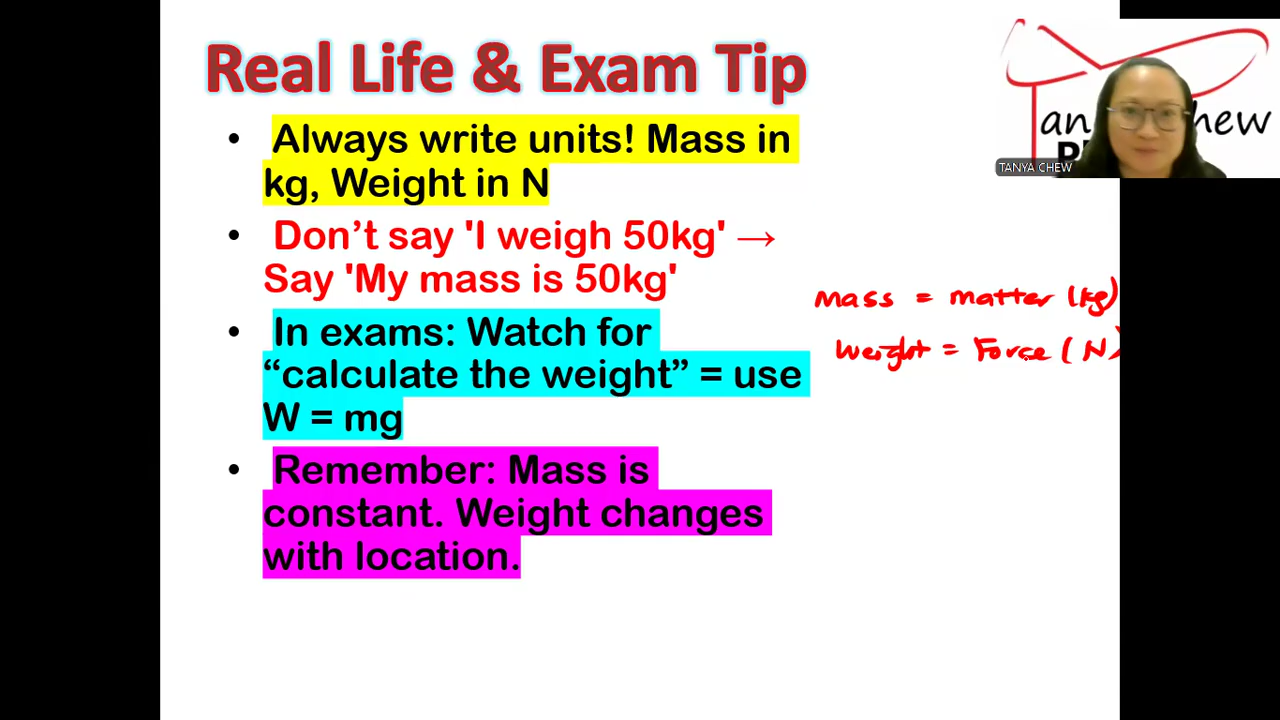 Real Life & Exam Tip
• Always write units! Mass in
kg, Weight in N
• Don’t say 'I weigh 50kg' →
Say 'My mass is 50kg'
• In exams: Watch for
“calculate the weight” = use
W = mg
• Remember: Mass is
constant. Weight changes
with location.
mass = matter (kg)
Weight = Force (N)
TANYA CHEW